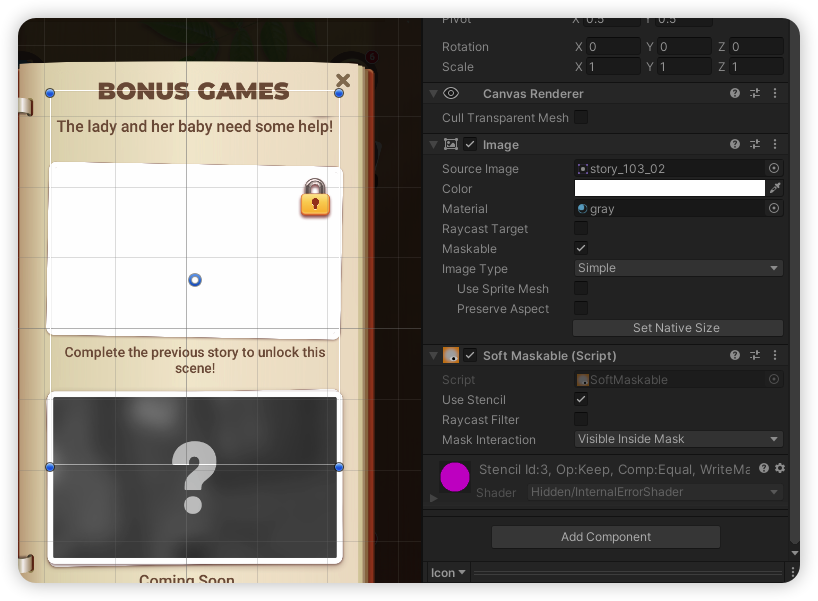 Pivot X 0.5 Y 0.5
Rotation X 0 Y 0 Z 0
Scale X 1 Y 1 Z 1
Canvas Renderer
Cull Transparent Mesh
Image
Source Image story_103_02
Color
Material gray
Raycast Target
Maskable
Image Type Simple
Use Sprite Mesh
Preserve Aspect
Set Native Size
Soft Maskable (Script)
Script SoftMaskable
Use Stencil
Raycast Filter
Mask Interaction Visible Inside Mask
Stencil Id:3, Op:Keep, Comp:Equal, WriteMa
Shader Hidden/InternalErrorShader
Add Component
Icon
BONUS GAMES
The lady and her baby need some help!
Complete the previous story to unlock this
scene!
?
Coming Soon